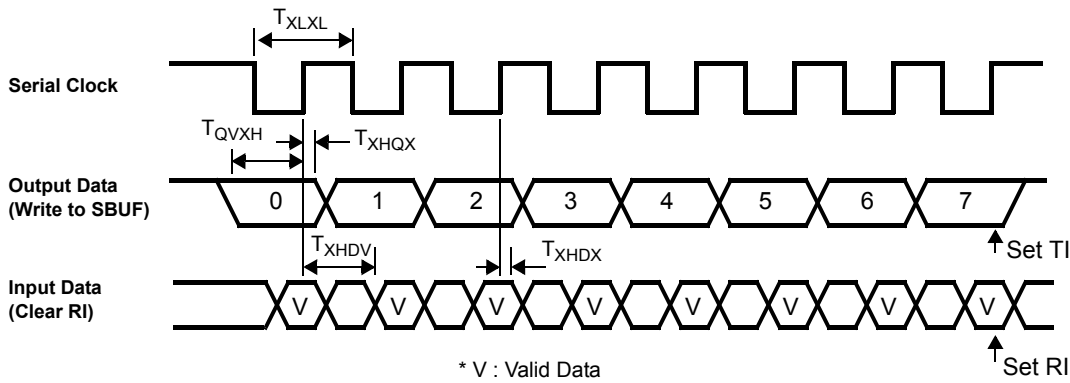 TXLXL
Serial Clock
TQVXH
TXHQX
Output Data
(Write to SBUF)
0 1 2 3 4 5 6 7
Set TI
TXHDV
TXHDX
Input Data
(Clear RI)
V V V V V V V V
Set RI
* V : Valid Data